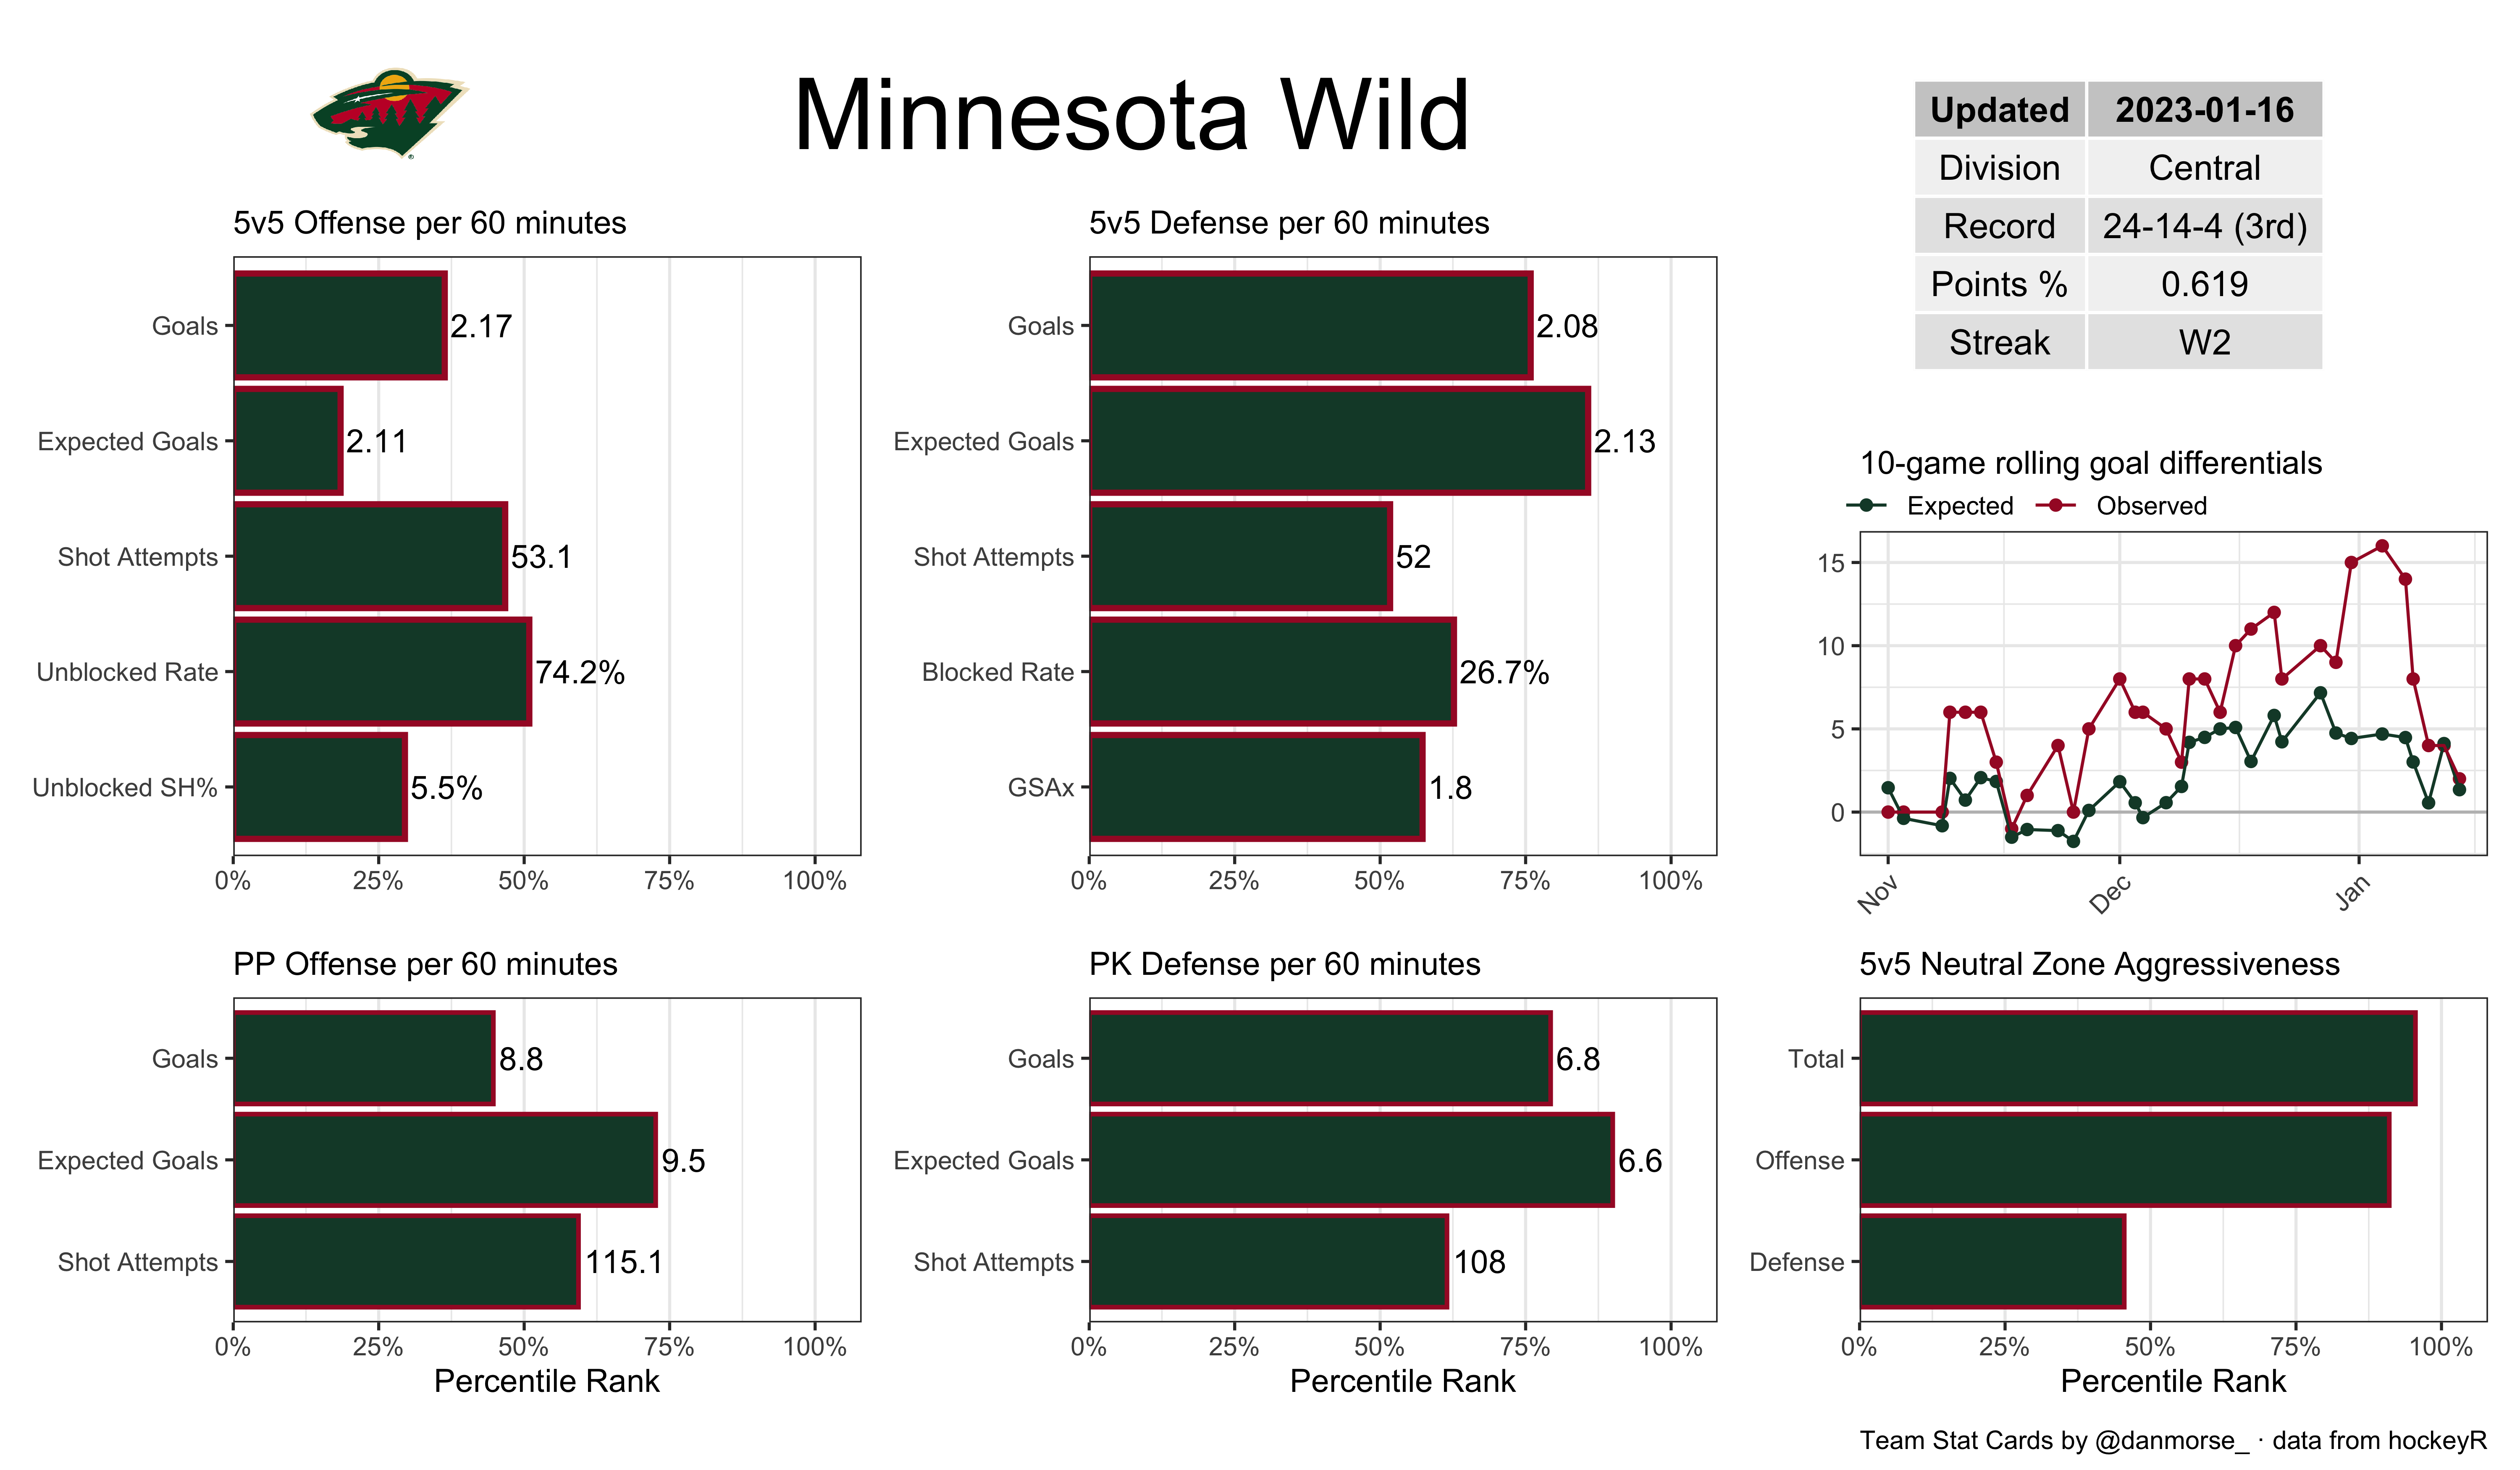 Minnesota Wild
Updated 2023-01-16
Division Central
Record 24-14-4 (3rd)
Points % 0.619
Streak W2
5v5 Offense per 60 minutes
Goals 2.17
Expected Goals 2.11
Shot Attempts 53.1
Unblocked Rate 74.2%
Unblocked SH% 5.5%
0% 25% 50% 75% 100%
5v5 Defense per 60 minutes
Goals 2.08
Expected Goals 2.13
Shot Attempts 52
Blocked Rate 26.7%
GSAx 1.8
0% 25% 50% 75% 100%
10-game rolling goal differentials
Expected Observed
15
10
5
0
Nov Dec Jan
PP Offense per 60 minutes
Goals 8.8
Expected Goals 9.5
Shot Attempts 115.1
0% 25% 50% 75% 100%
Percentile Rank
PK Defense per 60 minutes
Goals 6.8
Expected Goals 6.6
Shot Attempts 108
0% 25% 50% 75% 100%
Percentile Rank
5v5 Neutral Zone Aggressiveness
Total
Offense
Defense
0% 25% 50% 75% 100%
Percentile Rank
Team Stat Cards by @danmorse_ · data from hockeyR